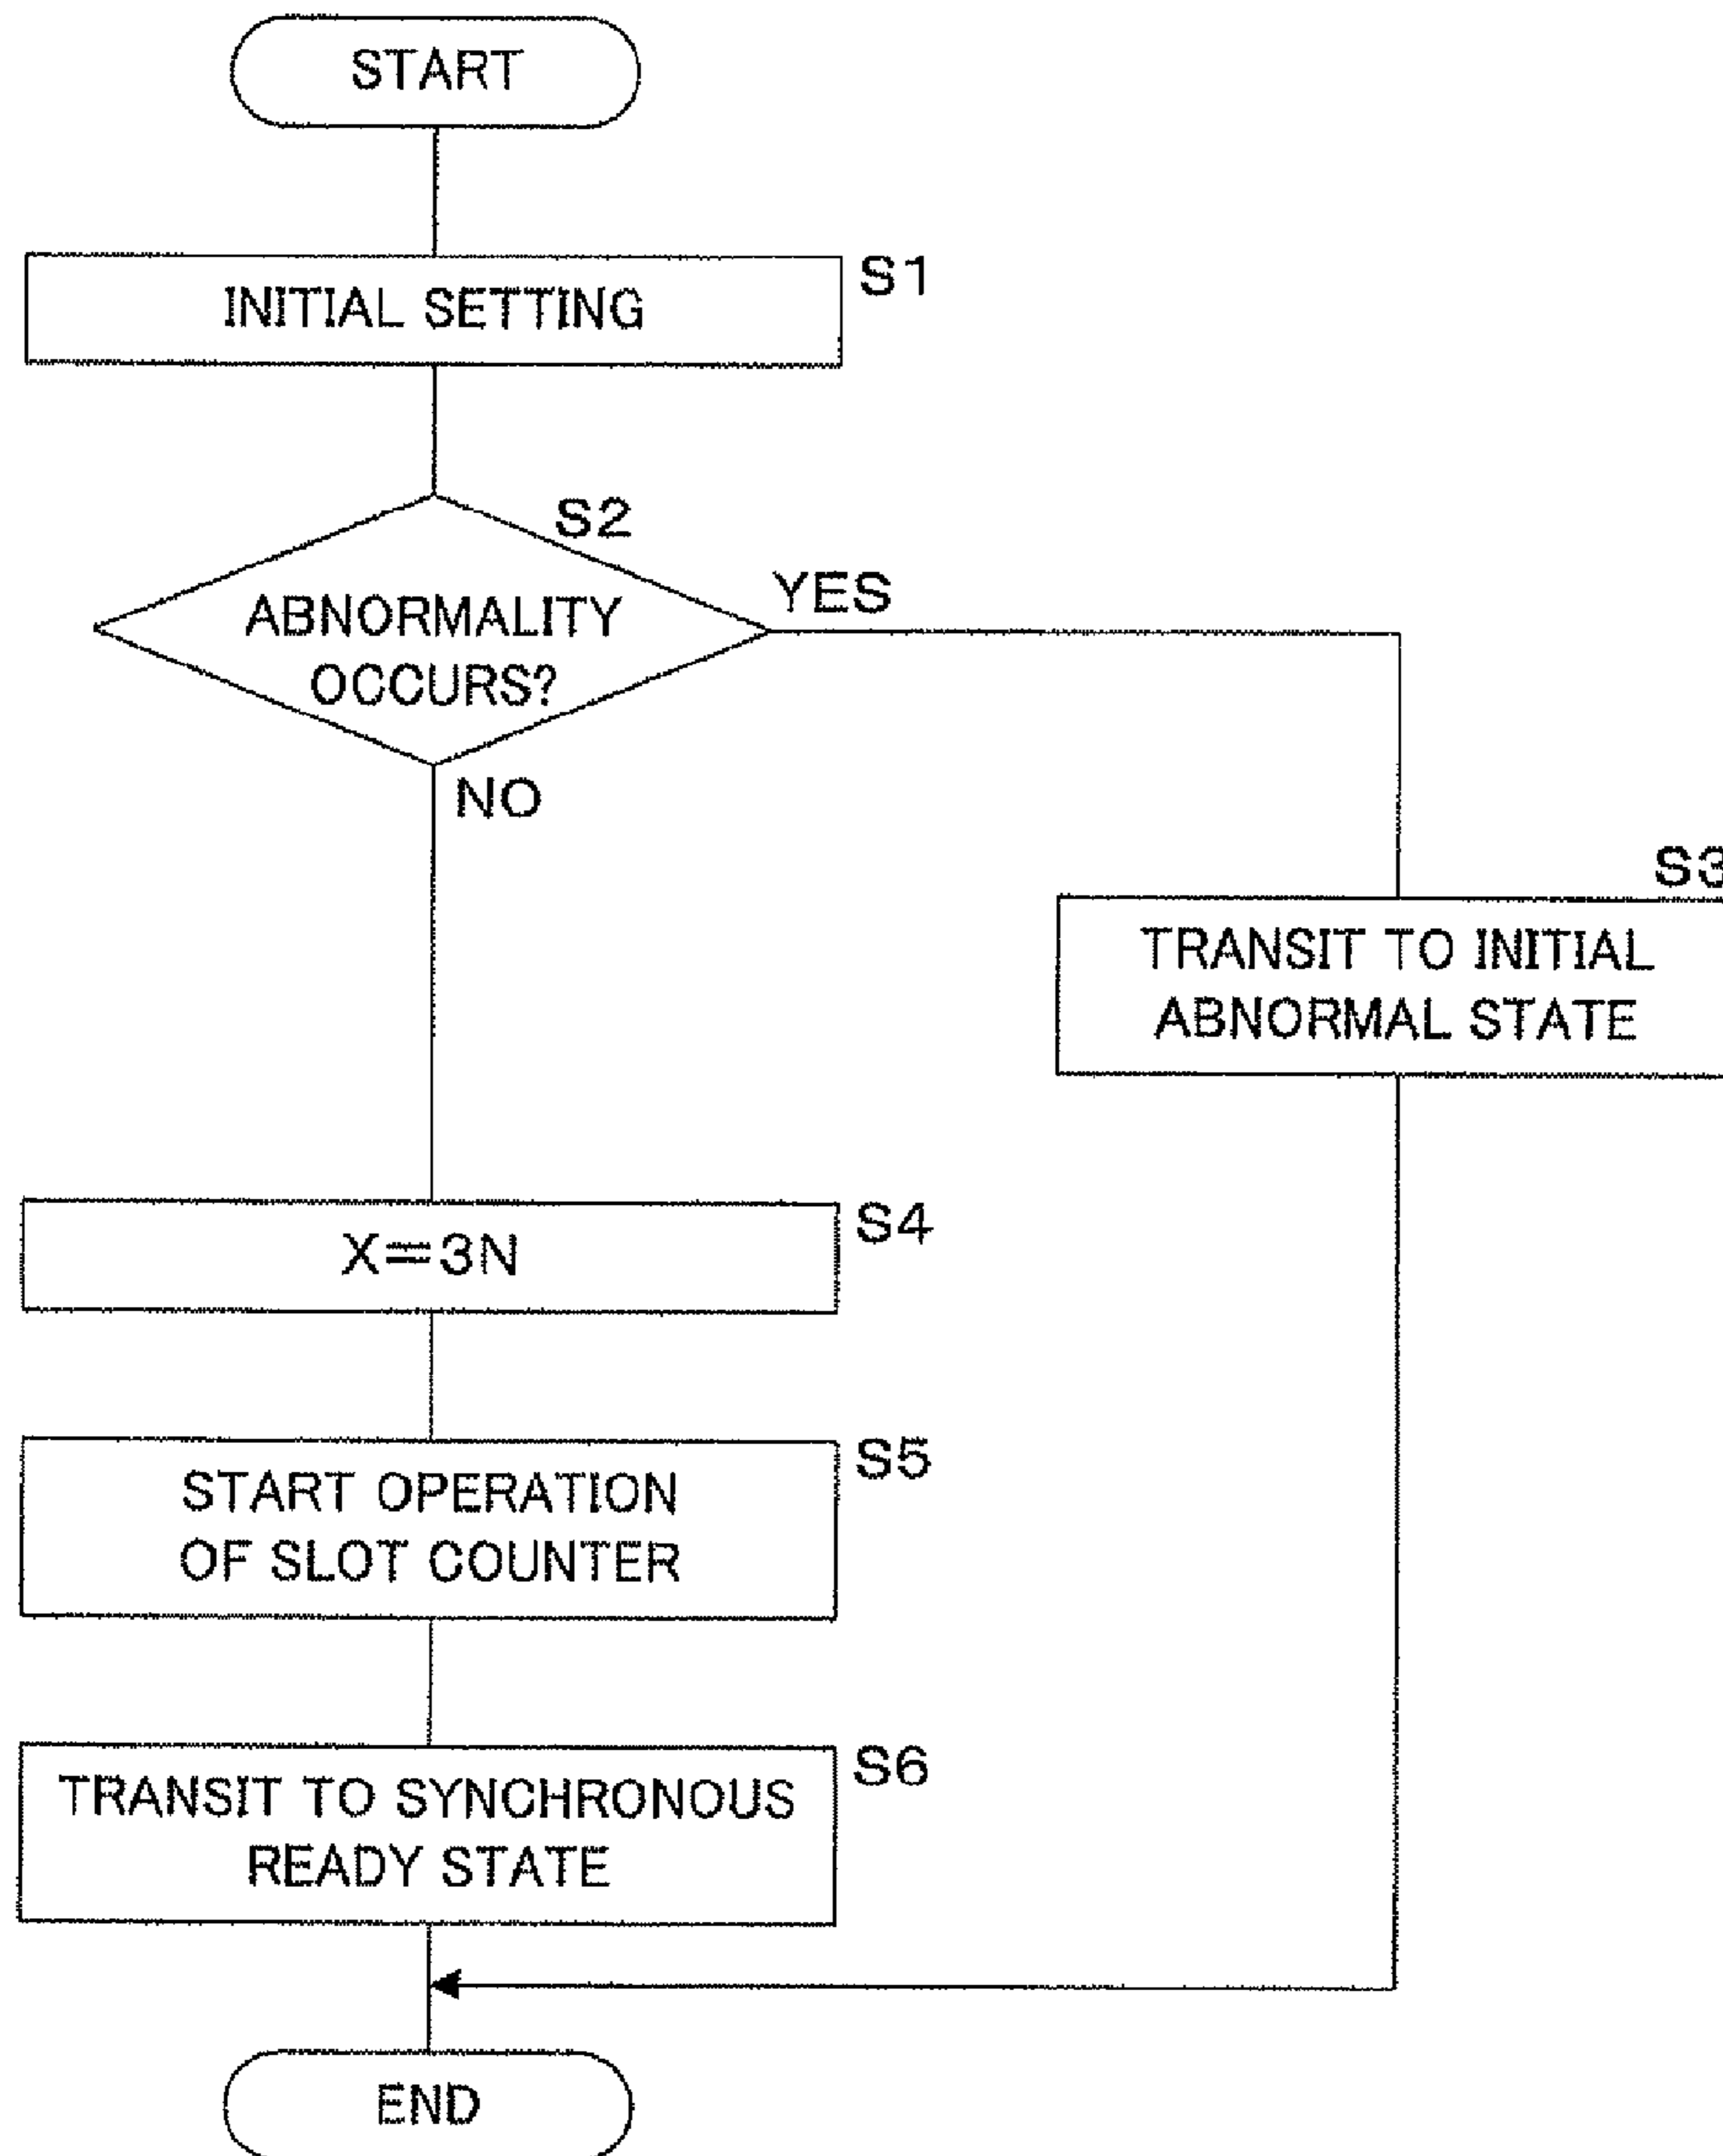 START
INITIAL SETTING
S1
S2
ABNORMALITY
OCCURS?
YES
NO
S3
TRANSIT TO INITIAL
ABNORMAL STATE
X=3N
S4
START OPERATION
OF SLOT COUNTER
S5
TRANSIT TO SYNCHRONOUS
READY STATE
S6
END